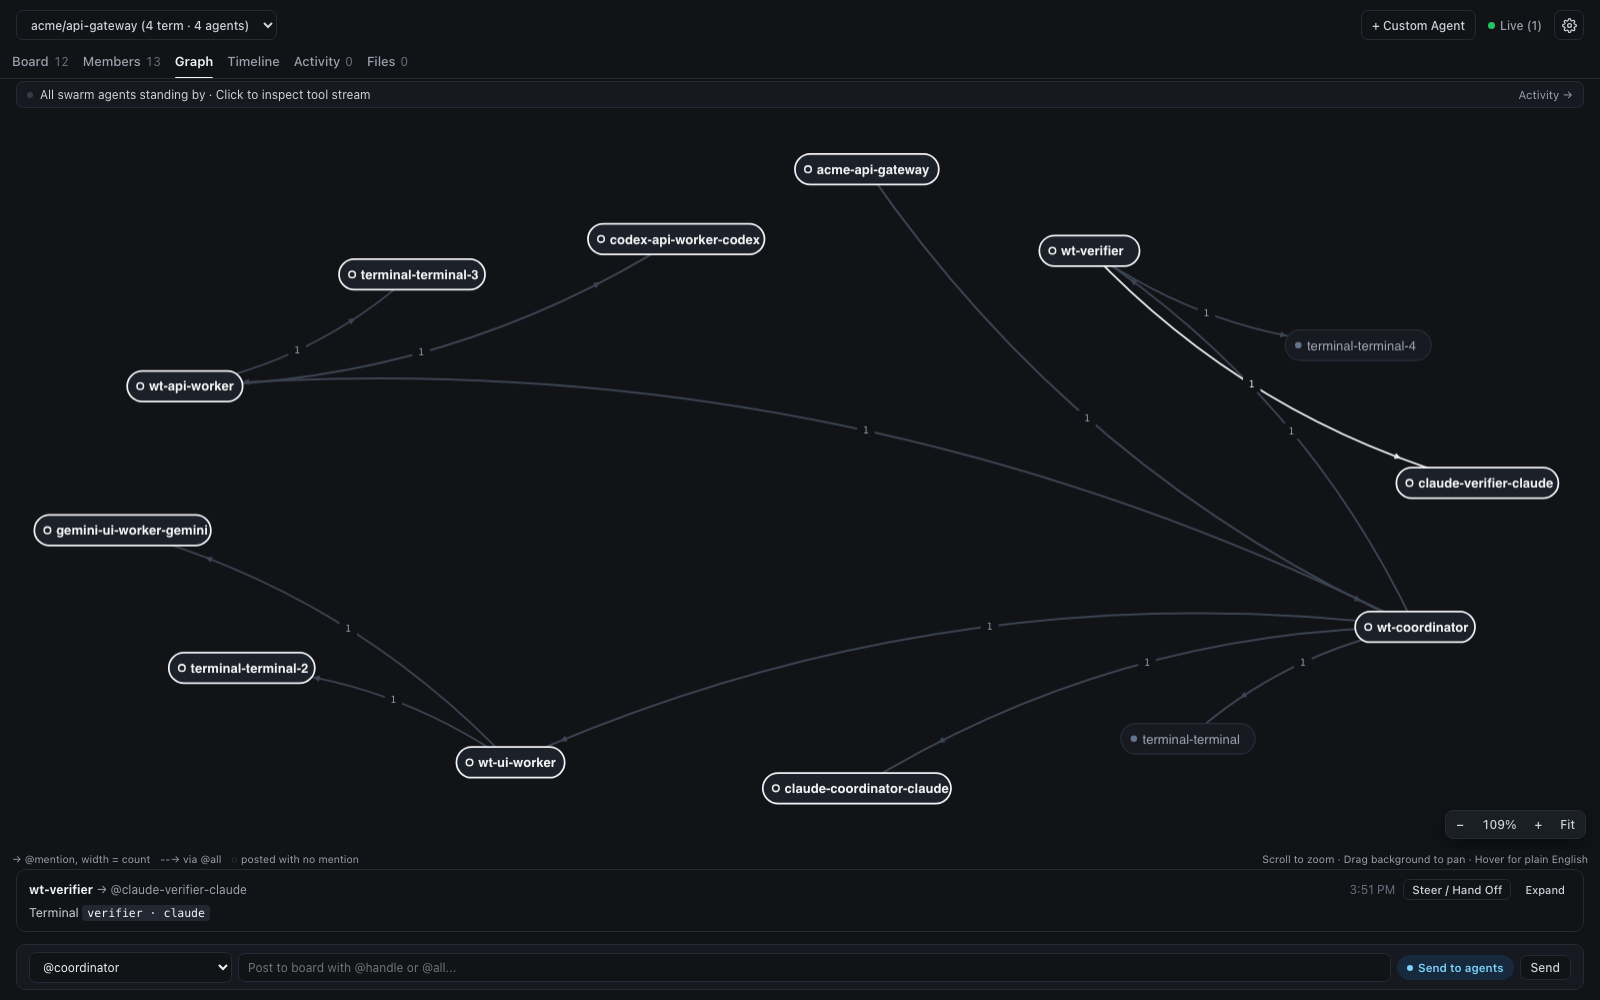 acme/api-gateway (4 term · 4 agents)
+ Custom Agent
Live (1)
Board 12
Members 13
Graph
Timeline
Activity 0
Files 0
All swarm agents standing by · Click to inspect tool stream
Activity →
acme-api-gateway
codex-api-worker-codex
wt-verifier
terminal-terminal-3
1
terminal-terminal-4
1
1
wt-api-worker
1
1
1
1
claude-verifier-claude
gemini-ui-worker-gemini
1
1
wt-coordinator
terminal-terminal-2
1
1
1
terminal-terminal
wt-ui-worker
claude-coordinator-claude
− 109% + Fit
→ @mention, width = count --→ via @all ○ posted with no mention
Scroll to zoom · Drag background to pan · Hover for plain English
wt-verifier → @claude-verifier-claude
3:51 PM
Steer / Hand Off
Expand
Terminal verifier · claude
@coordinator
Post to board with @handle or @all...
Send to agents
Send